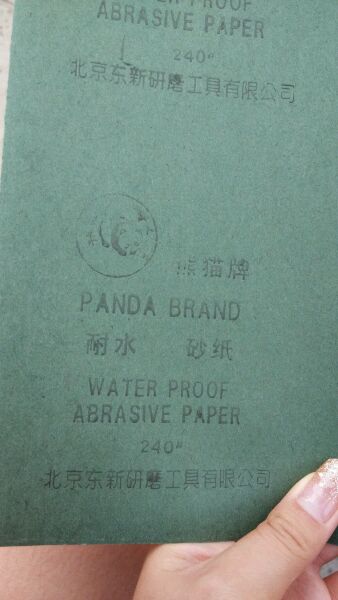 WATER PROOF
ABRASIVE PAPER
240"
北京东新研磨工具有限公司
熊猫牌
PANDA BRAND
耐水 砂纸
WATER PROOF
ABRASIVE PAPER
240"
北京东新研磨工具有限公司